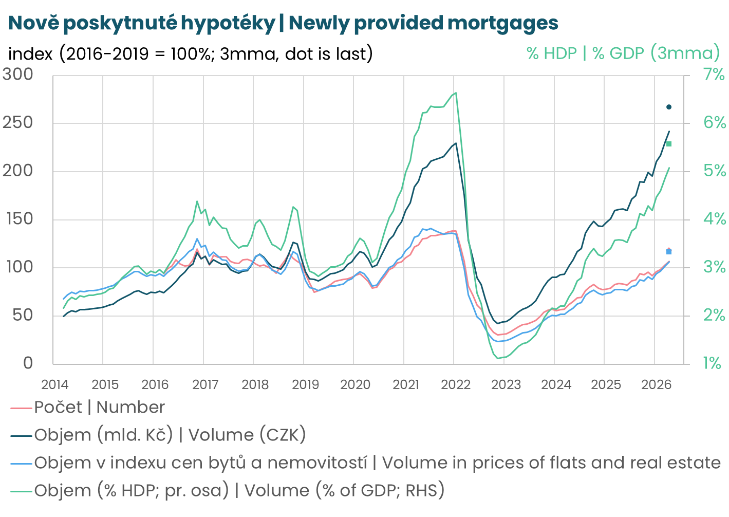 Nově poskytnuté hypotéky | Newly provided mortgages
index (2016-2019 = 100%; 3mma, dot is last) % HDP | % GDP (3mma)
300 7%
250 6%
200 5%
150 4%
100 3%
50 2%
0 1%
2014 2015 2016 2017 2018 2019 2020 2021 2022 2023 2024 2025 2026
Počet | Number
Objem (mld. Kč) | Volume (CZK)
Objem v indexu cen bytů a nemovitostí | Volume in prices of flats and real estate
Objem (% HDP; pr. osa) | Volume (% of GDP; RHS)